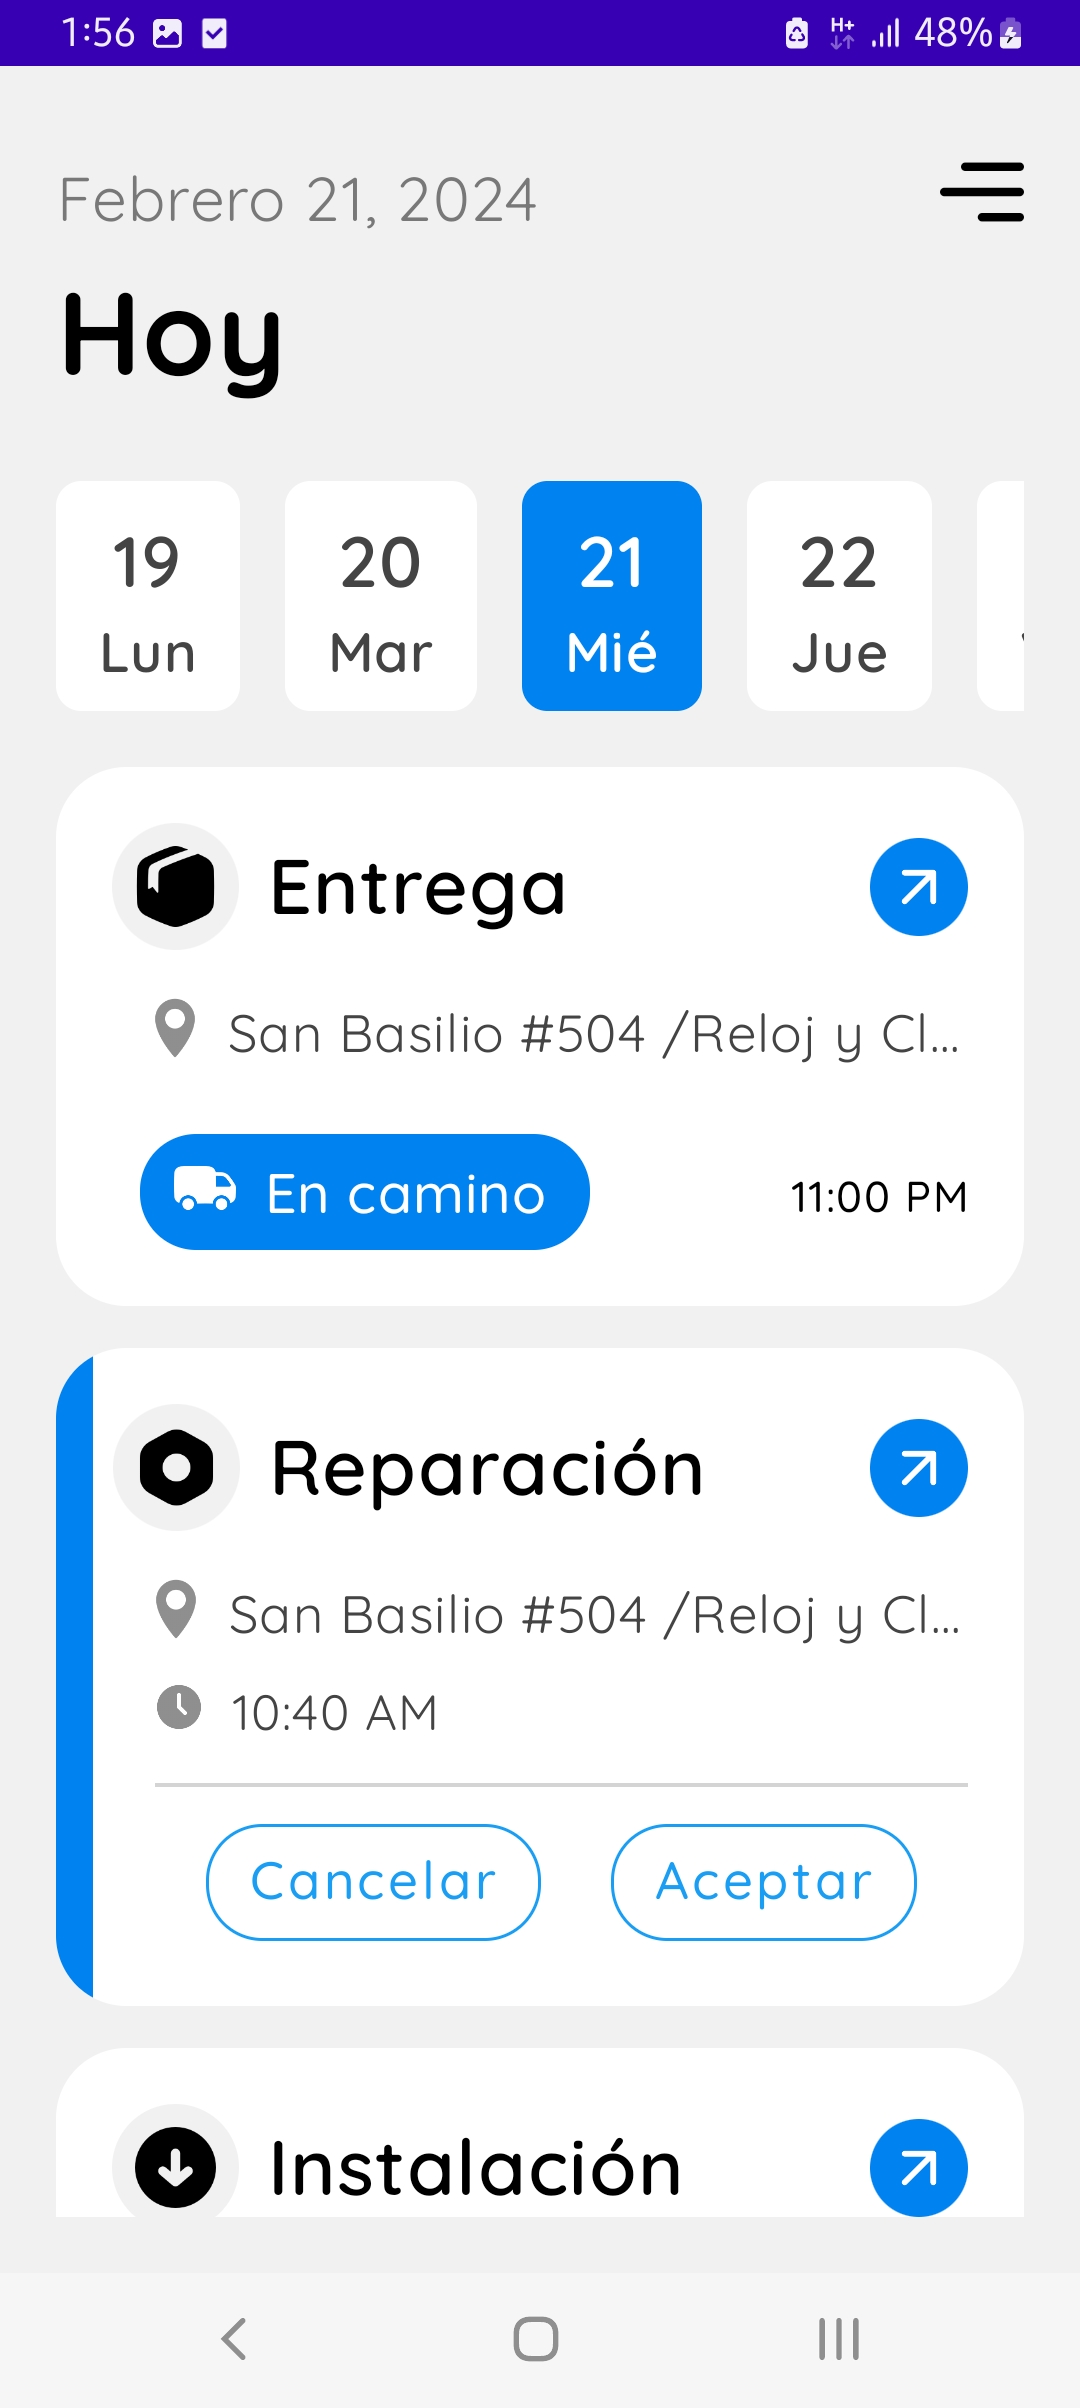 1:56 H+ 48%
Febrero 21, 2024
Hoy
19 20 21 22
Lun Mar Mié Jue
Entrega
San Basilio #504 /Reloj y Cl...
En camino 11:00 PM
Reparación
San Basilio #504 /Reloj y Cl...
10:40 AM
Cancelar Aceptar
Instalación